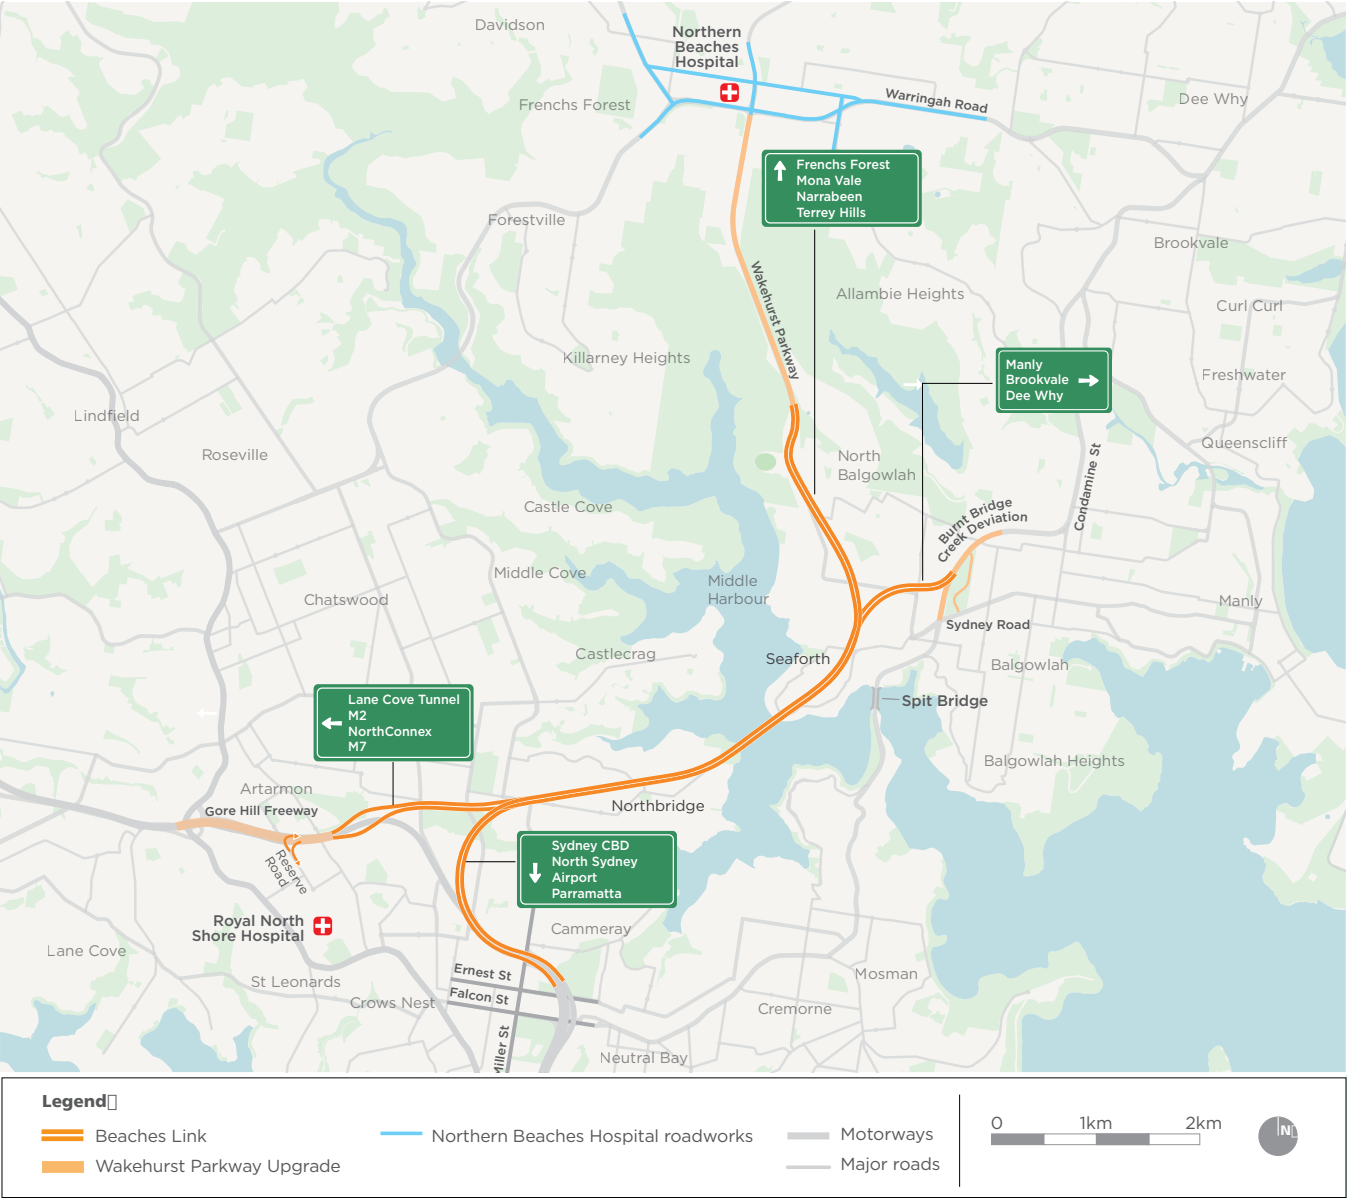 Davidson
Northern
Beaches
Hospital
Frenchs Forest
Warringah Road
Dee Why
Frenchs Forest
Mona Vale
Narrabeen
Terrey Hills
Forestville
Brookvale
Wakehurst Parkway
Allambie Heights
Curl Curl
Killarney Heights
Manly
Brookvale
Dee Why
Freshwater
Lindfield
Roseville
North
Balgowlah
Condamine St
Queenscliff
Castle Cove
Burnt Bridge
Creek Deviation
Middle Cove
Middle
Harbour
Chatswood
Manly
Sydney Road
Castlecrag
Seaforth
Balgowlah
Spit Bridge
Lane Cove Tunnel
M2
NorthConnex
M7
Balgowlah Heights
Artarmon
Gore Hill Freeway
Northbridge
Reserve
Road
Sydney CBD
North Sydney
Airport
Parramatta
Royal North
Shore Hospital
Cammeray
Lane Cove
St Leonards
Ernest St
Falcon St
Crows Nest
Mosman
Cremorne
Miller St
Neutral Bay
Legend
Beaches Link
Wakehurst Parkway Upgrade
Northern Beaches Hospital roadworks
Motorways
Major roads
0 1km 2km
N